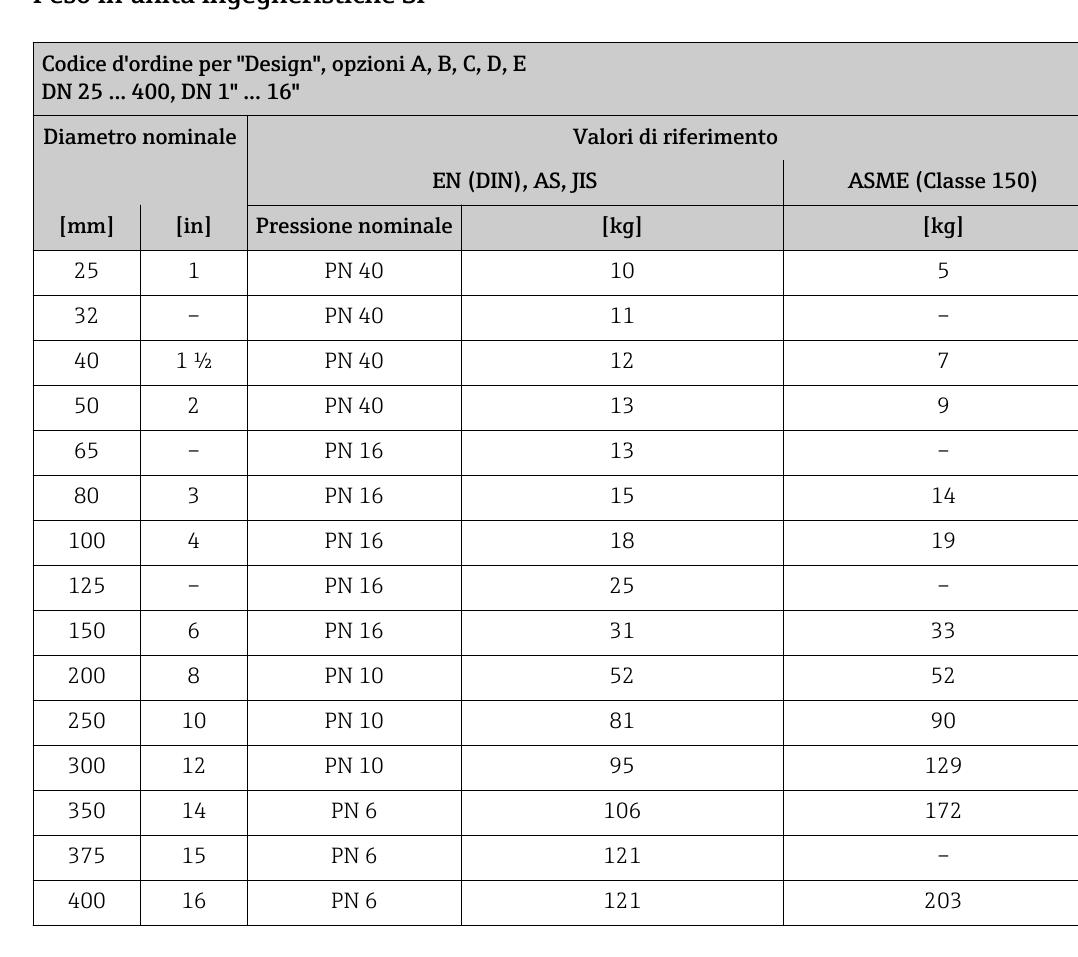 Peso in unità ingegneristiche SI
Codice d'ordine per "Design", opzioni A, B, C, D, E
DN 25 ... 400, DN 1" ... 16"
Diametro nominale Valori di riferimento
EN (DIN), AS, JIS ASME (Classe 150)
[mm] [in] Pressione nominale [kg] [kg]
25 1 PN 40 10 5
32 – PN 40 11 –
40 1 ½ PN 40 12 7
50 2 PN 40 13 9
65 – PN 16 13 –
80 3 PN 16 15 14
100 4 PN 16 18 19
125 – PN 16 25 –
150 6 PN 16 31 33
200 8 PN 10 52 52
250 10 PN 10 81 90
300 12 PN 10 95 129
350 14 PN 6 106 172
375 15 PN 6 121 –
400 16 PN 6 121 203